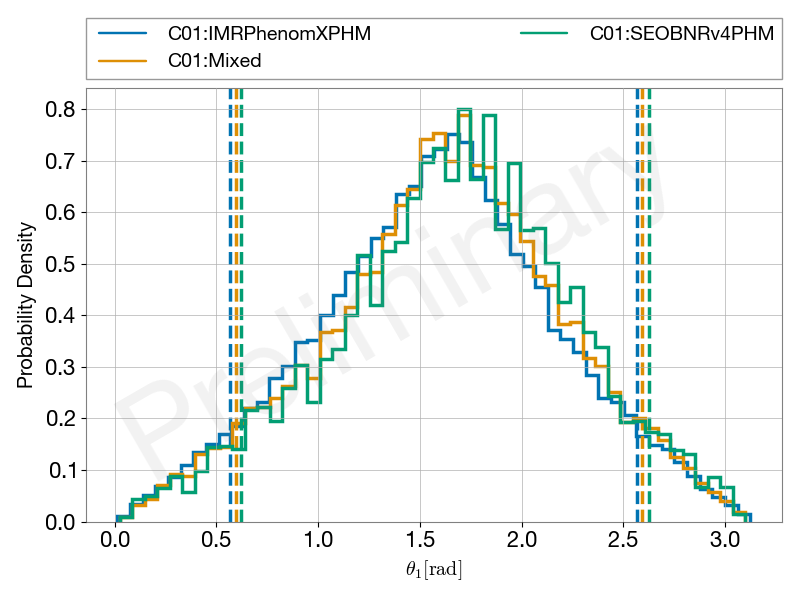 C01:IMRPhenomXPHM
C01:Mixed
C01:SEOBNRv4PHM
Preliminary
Probability Density
0.8
0.7
0.6
0.5
0.4
0.3
0.2
0.1
0.0
0.0 0.5 1.0 1.5 2.0 2.5 3.0
θ₁[rad]